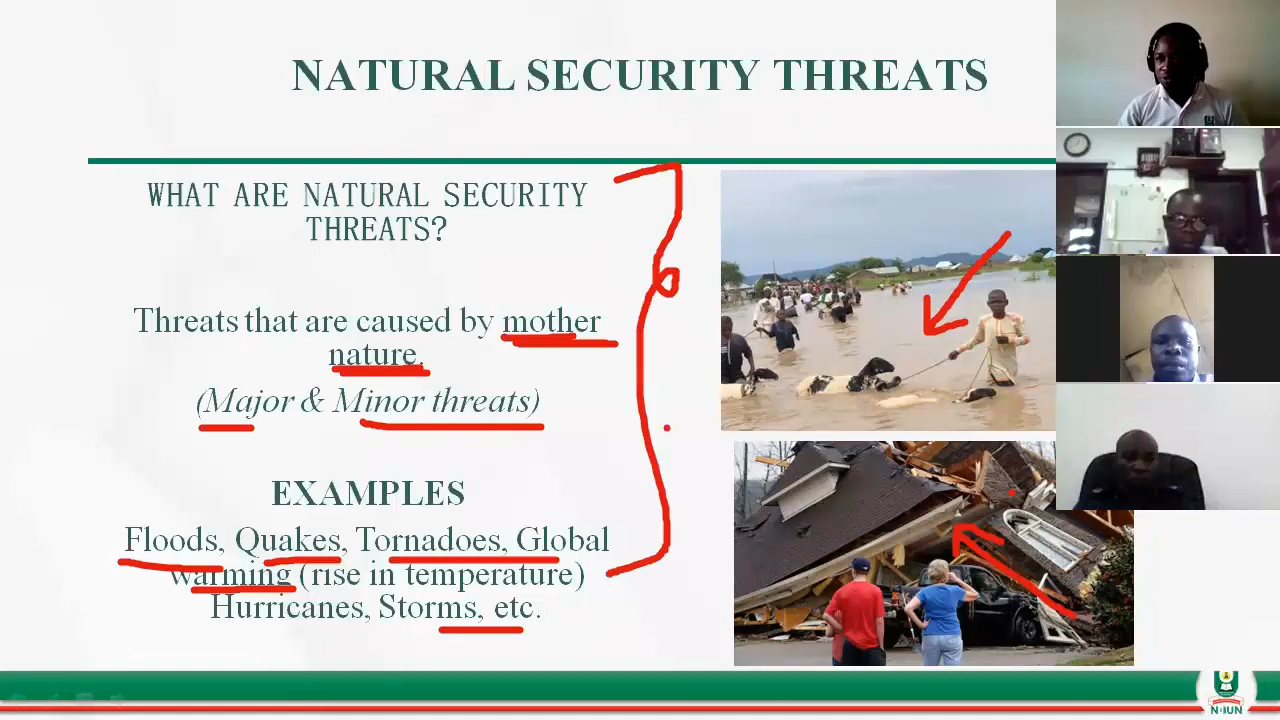 NATURAL SECURITY THREATS
WHAT ARE NATURAL SECURITY
THREATS?
Threats that are caused by mother
nature.
(Major & Minor threats)
EXAMPLES
Floods, Quakes, Tornadoes, Global
warming (rise in temperature)
Hurricanes, Storms, etc.
NOUN